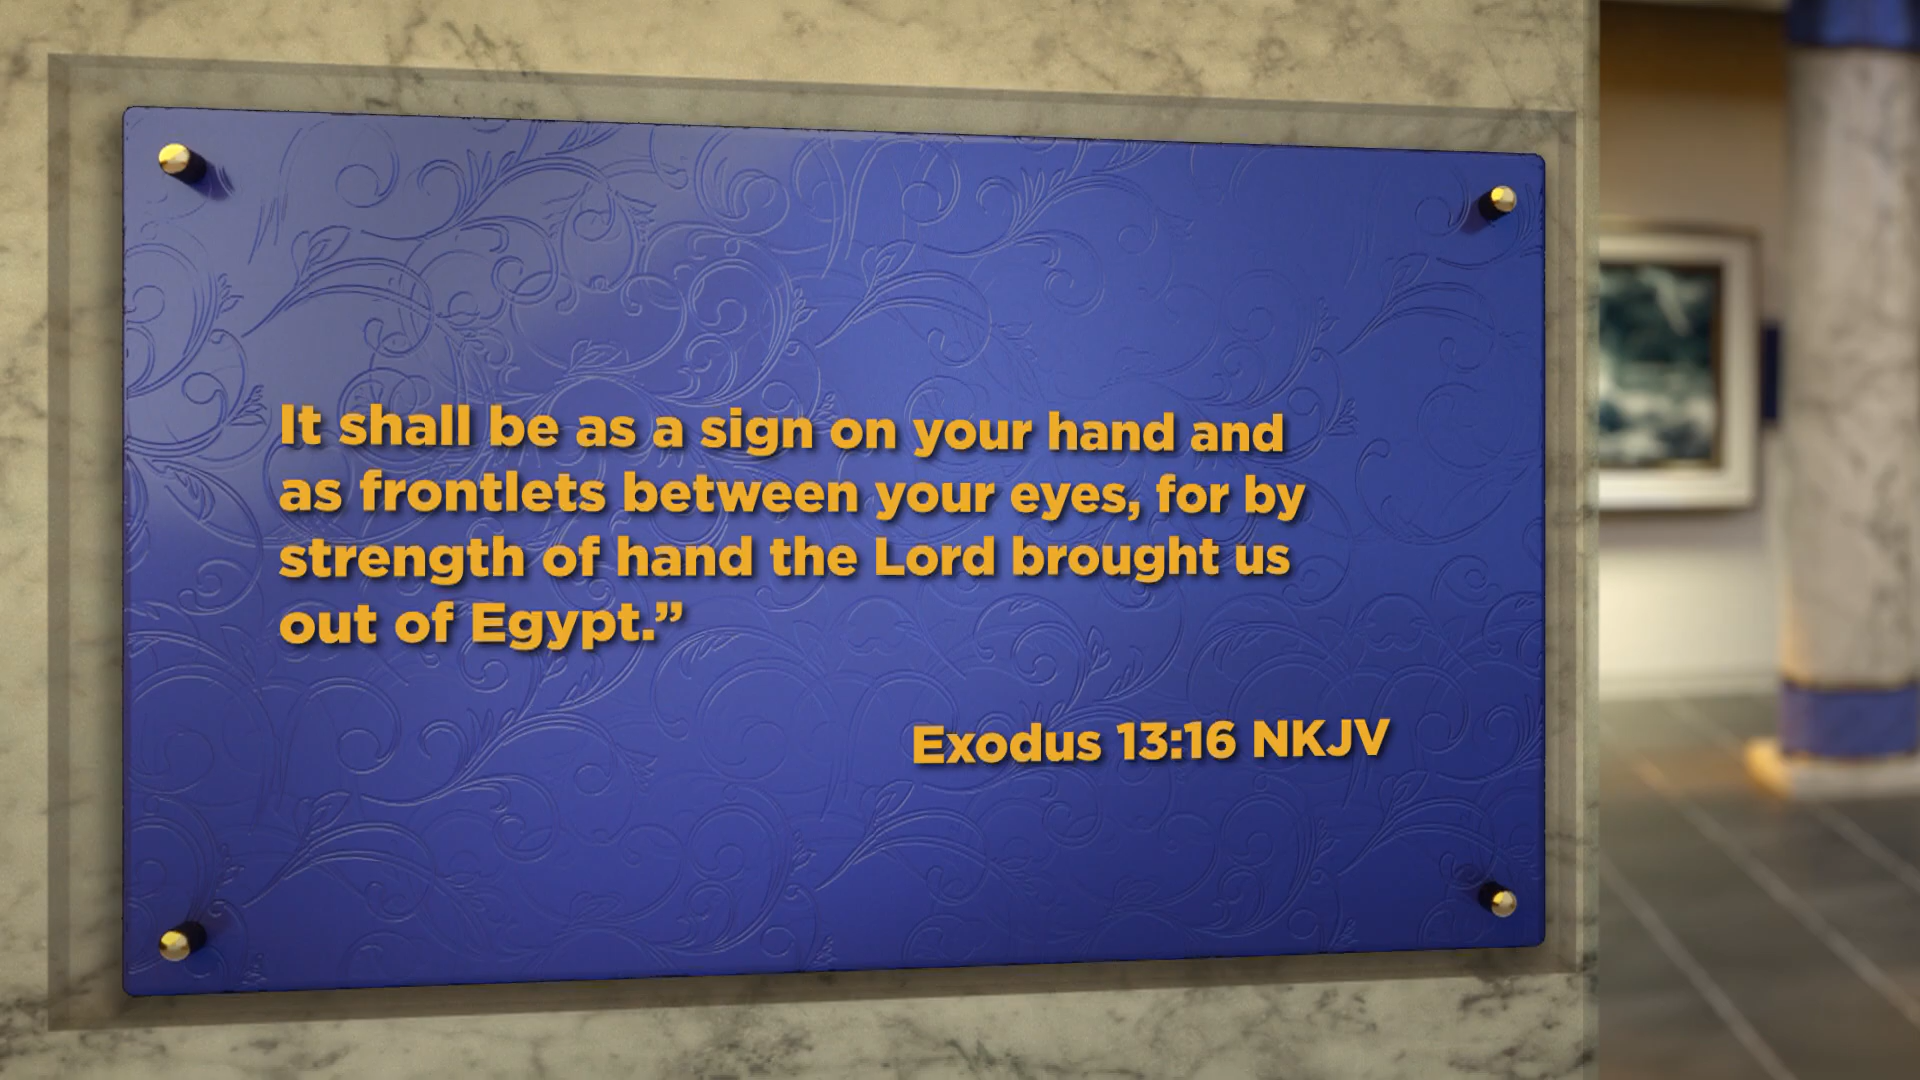 It shall be as a sign on your hand and
as frontlets between your eyes, for by
strength of hand the Lord brought us
out of Egypt.”
Exodus 13:16 NKJV